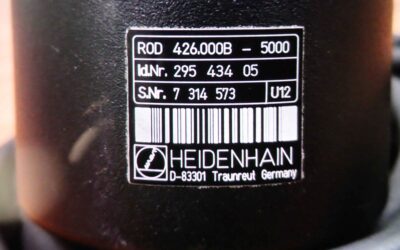 ROD 426.000B - 5000
Id.Nr. 295 434 05
S.Nr. 7 314 573 U12
HEIDENHAIN
D-83301 Traunreut Germany